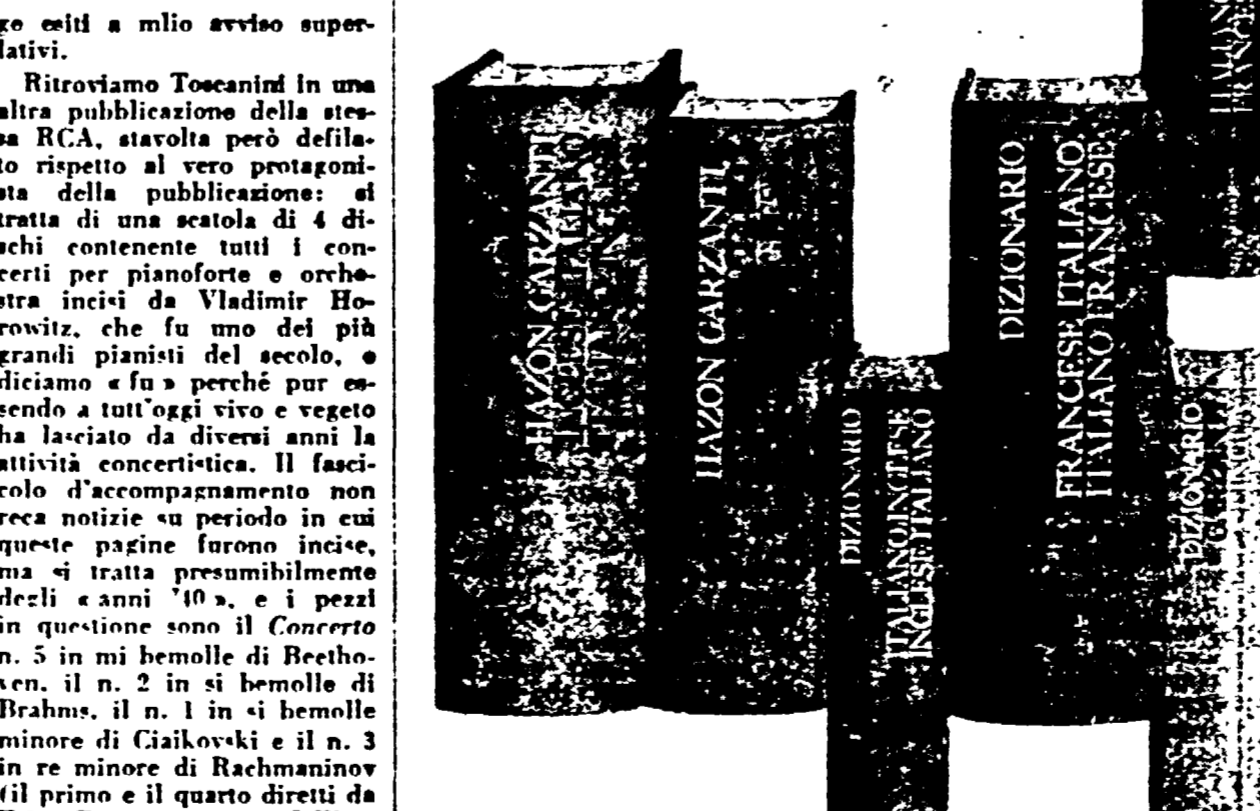 esiti a mlio avviso super-
lativi.
Ritroviamo Toscanini in una
altra pubblicazione della stes-
sa RCA, stavolta però defila-
to rispetto al vero protagoni-
sta della pubblicazione: si
tratta di una scatola di 4 di-
schi contenente tutti i con-
certi per pianoforte e orche-
stra incisi da Vladimir Ho-
rowitz, che fu uno dei più
grandi pianisti del secolo, e
diciamo « fu » perché pur es-
sendo a tutt'oggi vivo e vegeto
ha lasciato da diversi anni la
attività concertistica. Il fasci-
colo d'accompagnamento non
reca notizie su periodo in cui
queste pagine furono incise,
ma si tratta presumibilmente
degli « anni '40 », e i pezzi
in questione sono il Concerto
n. 5 in mi bemolle di Beetho-
ven, il n. 2 in si bemolle di
Brahms, il n. 1 in si bemolle
minore di Ciaikovski e il n. 3
in re minore di Rachmaninov
(il primo e il quarto diretti da
HAZON GARZANTI
INGLESE ITALIANO
HAZON GARZANTI
DIZIONARIO
ITALIANO INGLESE
INGLESE ITALIANO
DIZIONARIO
FRANCESE ITALIANO
ITALIANO FRANCESE
DIZIONARIO